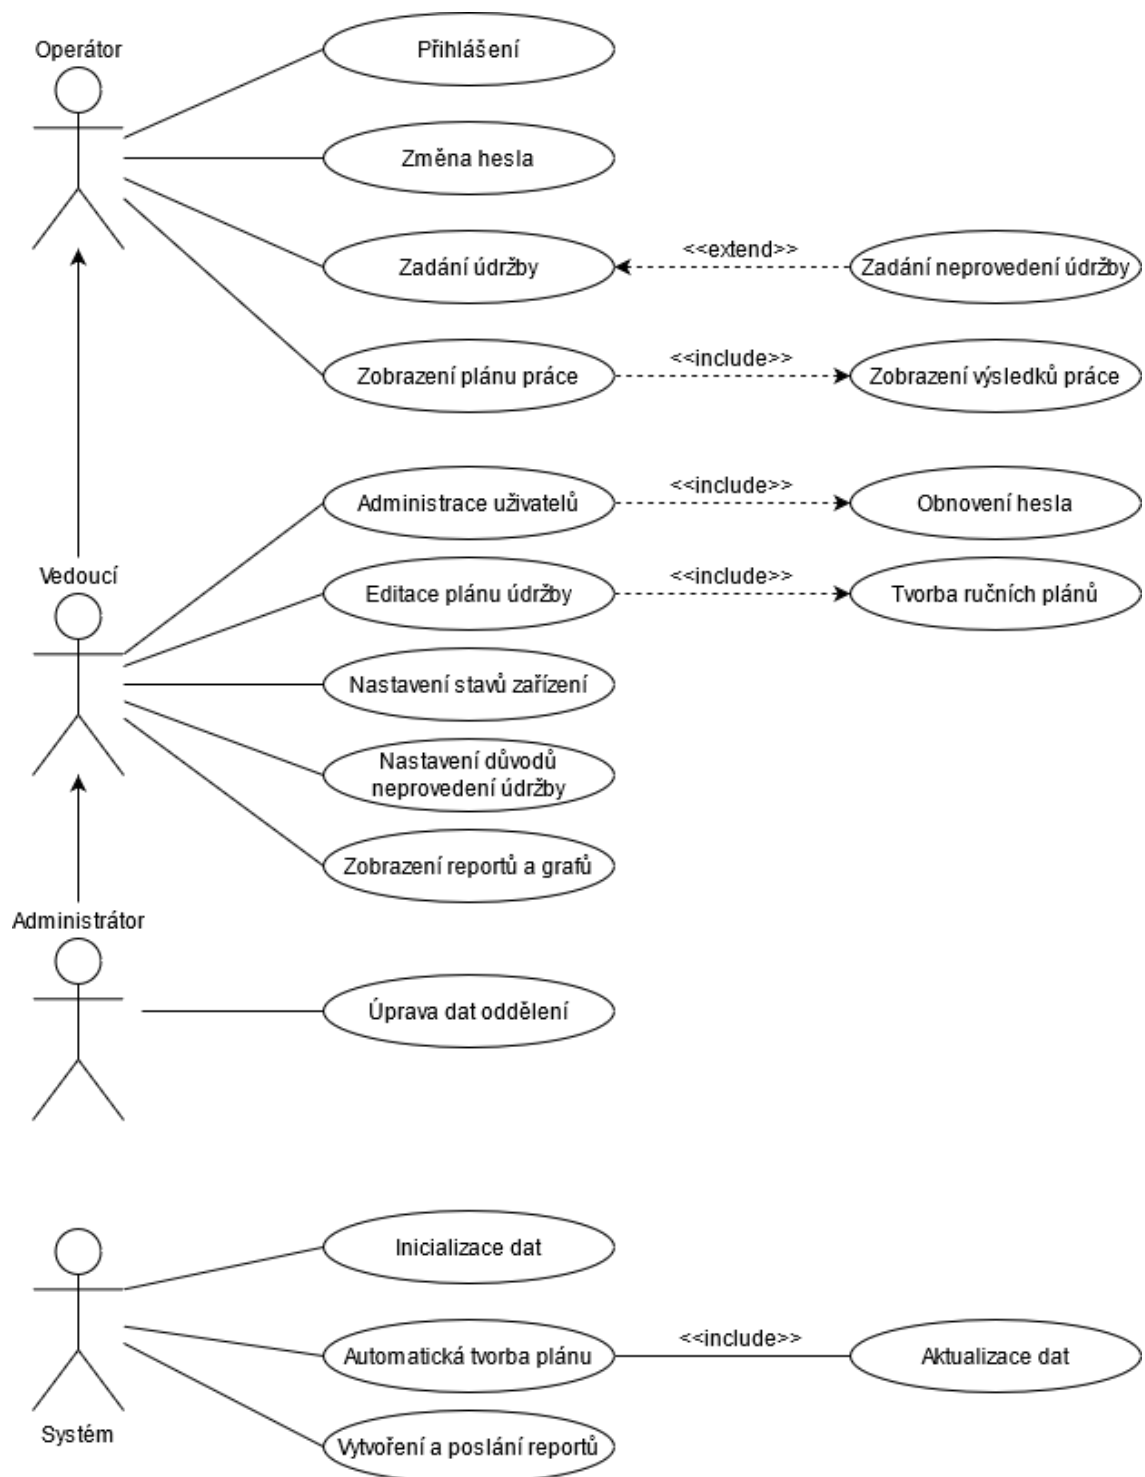 Operátor
Přihlášení
Změna hesla
Zadání údržby
<<extend>>
Zadání neprovedení údržby
Zobrazení plánu práce
<<include>>
Zobrazení výsledků práce
Vedoucí
Administrace uživatelů
<<include>>
Obnovení hesla
Editace plánu údržby
<<include>>
Tvorba ručních plánů
Nastavení stavů zařízení
Nastavení důvodů
neprovedení údržby
Zobrazení reportů a grafů
Administrátor
Úprava dat oddělení
Inicializace dat
Automatická tvorba plánu
<<include>>
Aktualizace dat
Systém
Vytvoření a poslání reportů